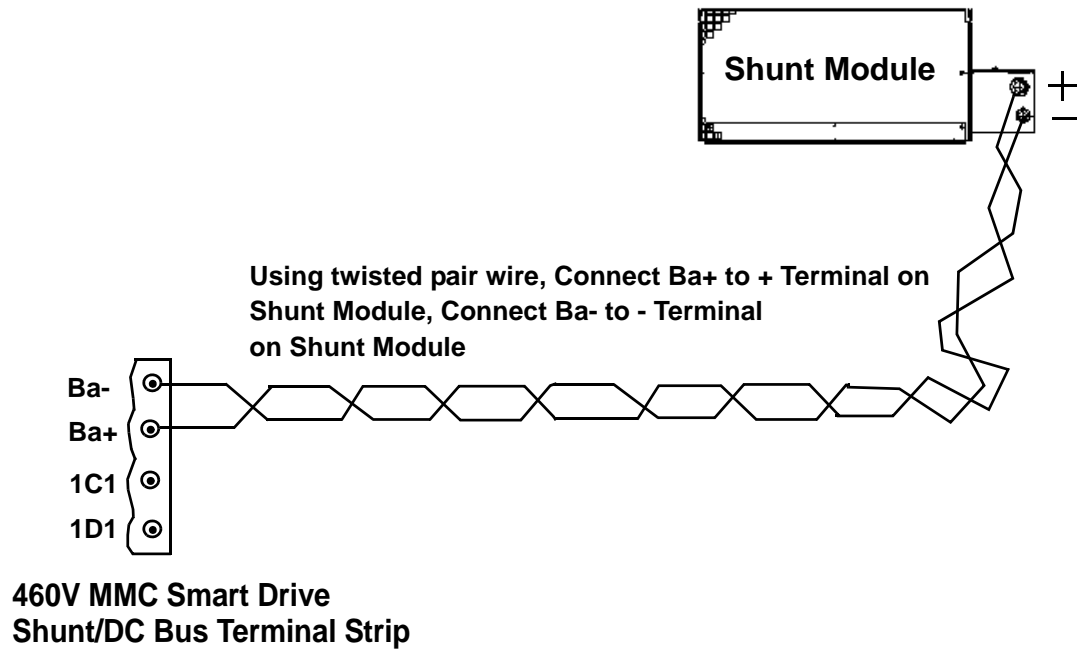 Shunt Module
+
−
Using twisted pair wire, Connect Ba+ to + Terminal on
Shunt Module, Connect Ba- to - Terminal
on Shunt Module
Ba-
Ba+
1C1
1D1
460V MMC Smart Drive
Shunt/DC Bus Terminal Strip